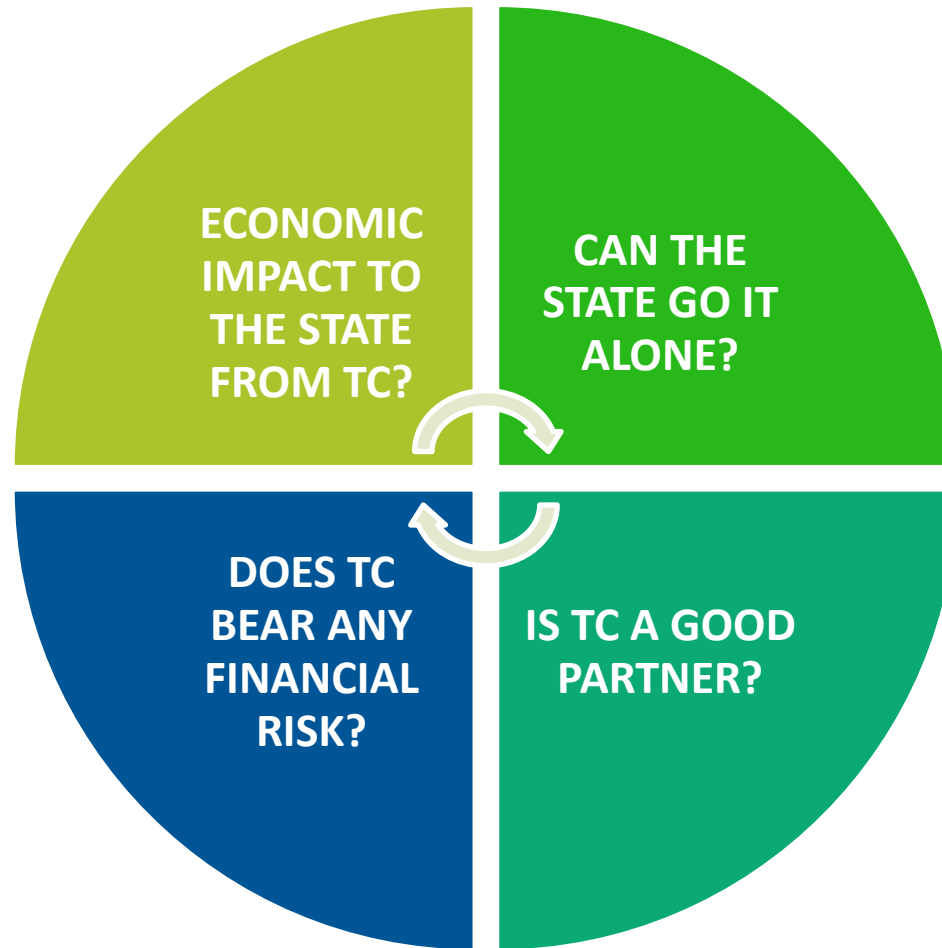 ECONOMIC
IMPACT TO
THE STATE
FROM TC?
CAN THE
STATE GO IT
ALONE?
DOES TC
BEAR ANY
FINANCIAL
RISK?
IS TC A GOOD
PARTNER?